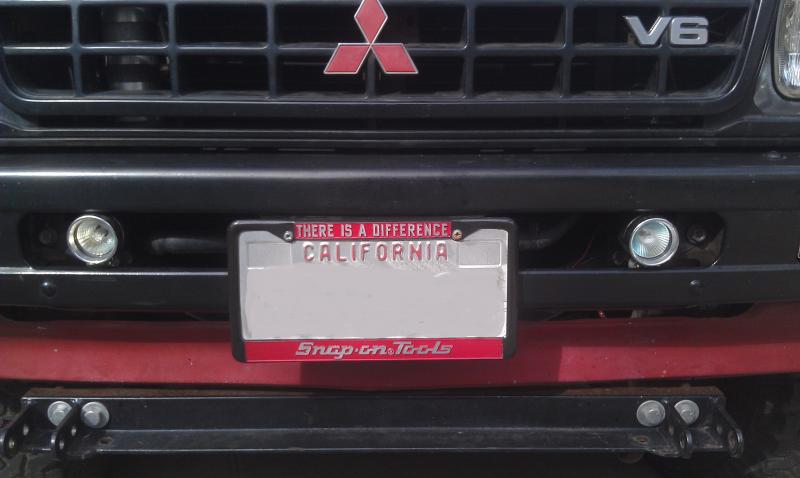 V6
THERE IS A DIFFERENCE
CALIFORNIA
Snap-on® Tools